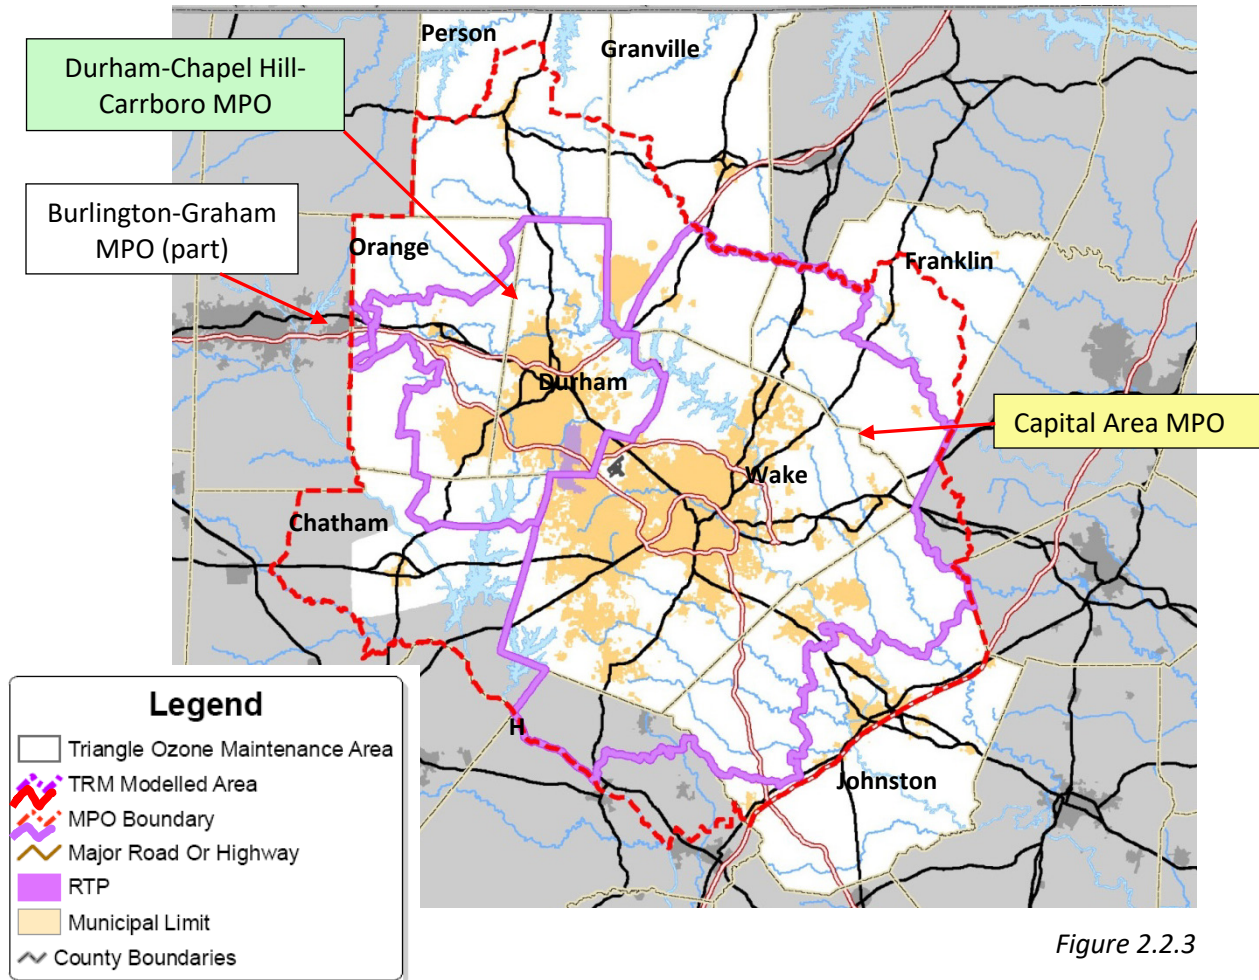 Person
Granville
Durham-Chapel Hill-
Carrboro MPO
Burlington-Graham
MPO (part)
Orange
Franklin
Durham
Capital Area MPO
Wake
Chatham
H
Johnston
Legend
Triangle Ozone Maintenance Area
TRM Modelled Area
MPO Boundary
Major Road Or Highway
RTP
Municipal Limit
County Boundaries
Figure 2.2.3